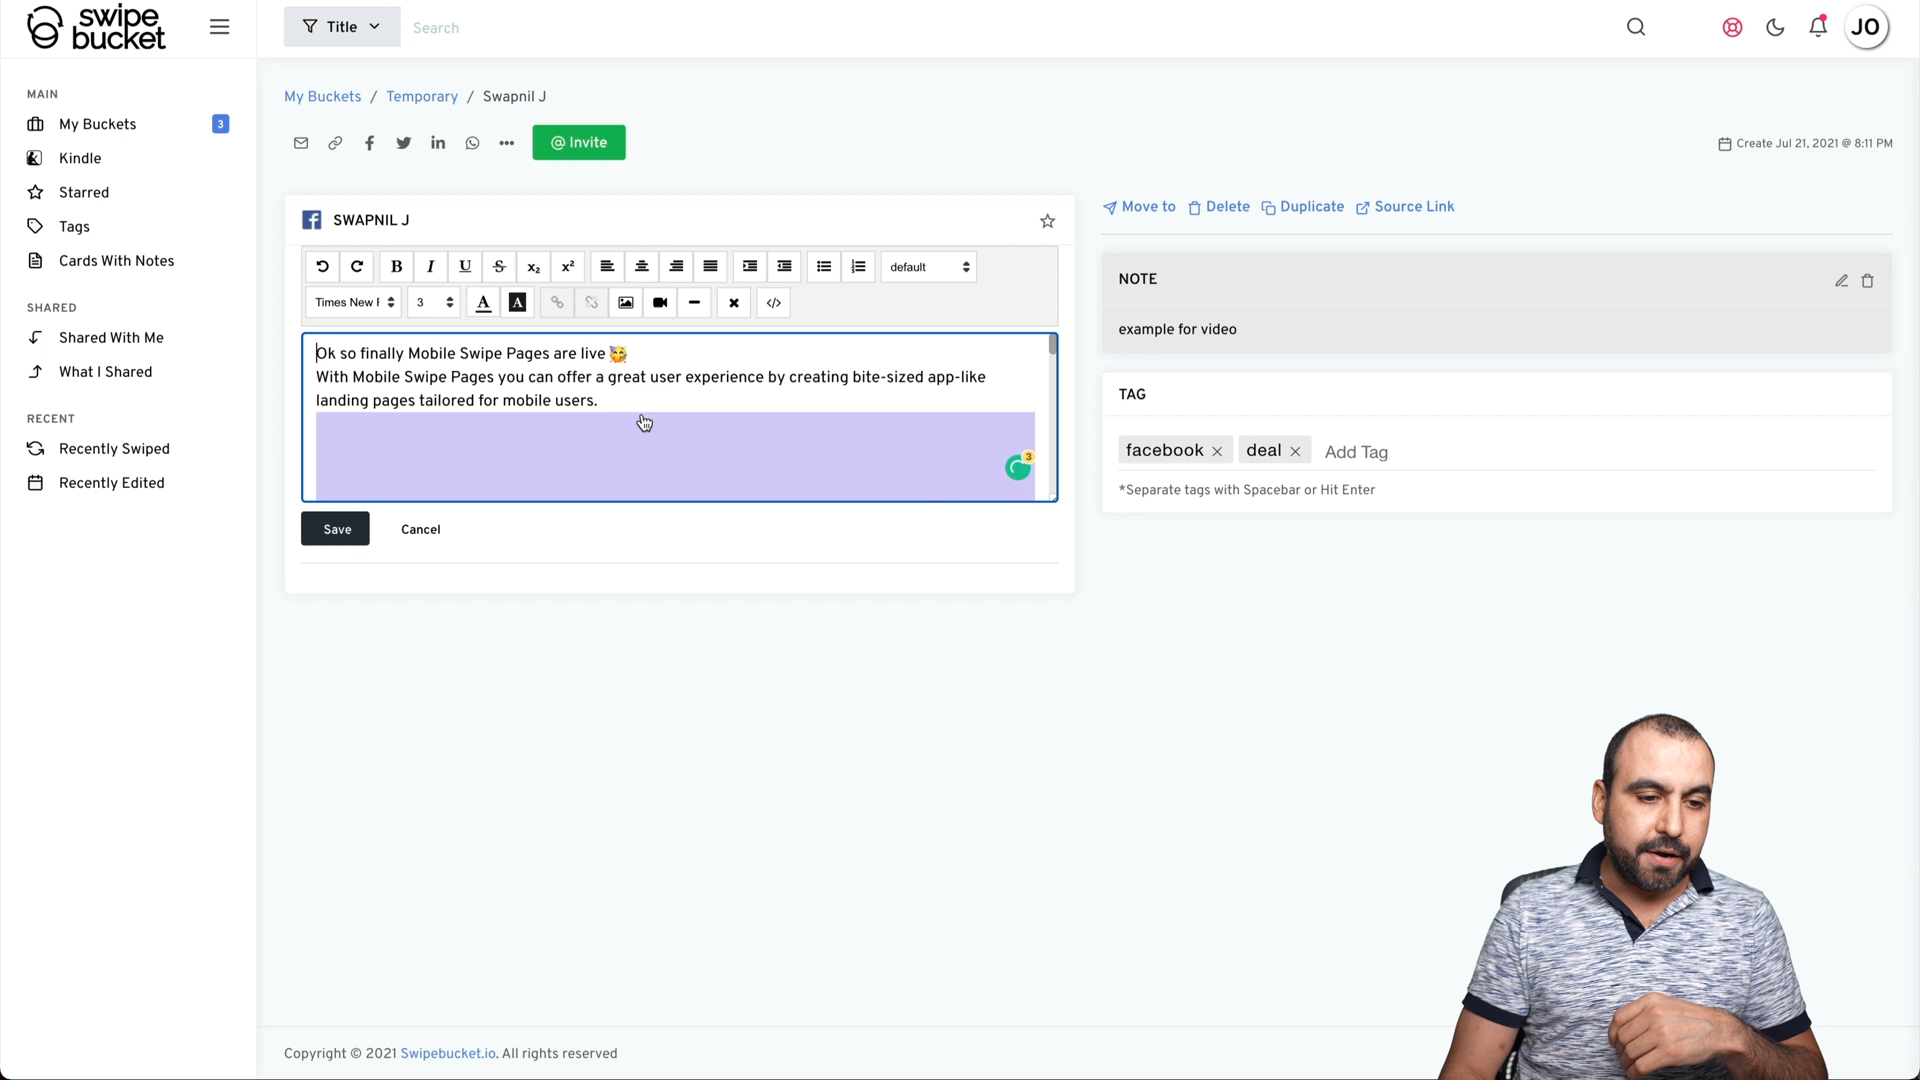 swipe
bucket
Title
Search
JO
MAIN
My Buckets
3
Kindle
Starred
Tags
Cards With Notes
SHARED
Shared With Me
What I Shared
RECENT
Recently Swiped
Recently Edited
My Buckets / Temporary / Swapnil J
@ Invite
Create Jul 21, 2021 @ 8:11 PM
SWAPNIL J
B I U S x₂ x²
default
Times New
3
A A
</>
Ok so finally Mobile Swipe Pages are live 🥳
With Mobile Swipe Pages you can offer a great user experience by creating bite-sized app-like
landing pages tailored for mobile users.
3
Save
Cancel
Move to Delete Duplicate Source Link
NOTE
example for video
TAG
facebook × deal × Add Tag
*Separate tags with Spacebar or Hit Enter
Copyright © 2021 Swipebucket.io. All rights reserved